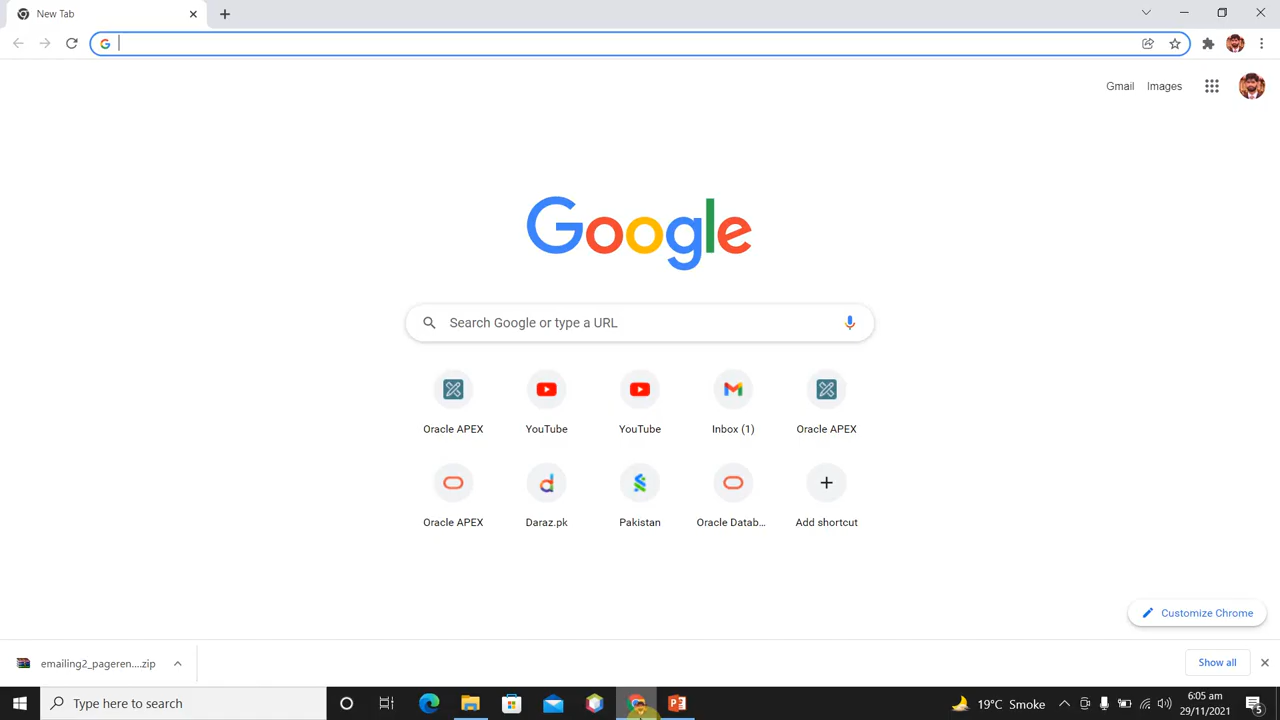 New Tab
Gmail
Images
Google
Search Google or type a URL
Oracle APEX
YouTube
YouTube
Inbox (1)
Oracle APEX
Oracle APEX
Daraz.pk
Pakistan
Oracle Datab...
Add shortcut
Customize Chrome
emailing2_pageren....zip
Show all
Type here to search
19°C Smoke
6:05 am
29/11/2021
5